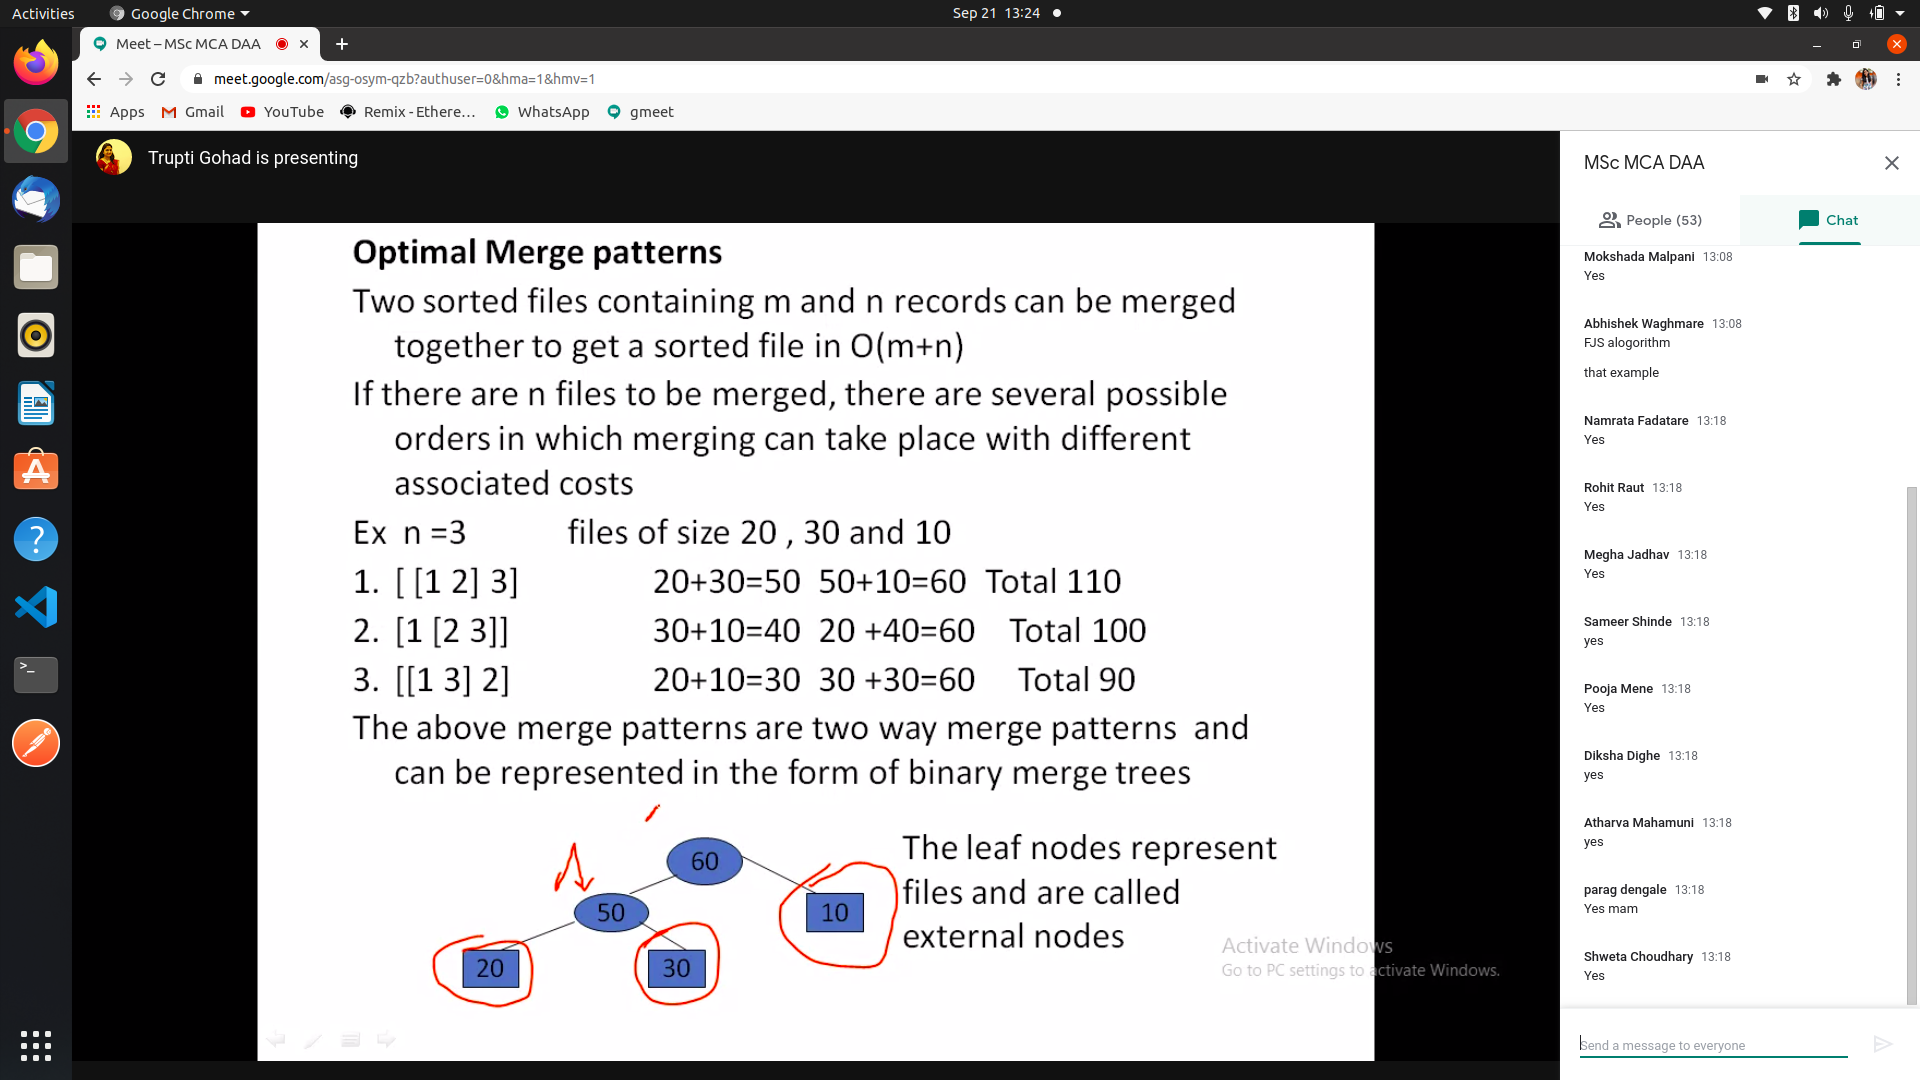 Activities
Google Chrome
Sep 21 13:24
Meet – MSc MCA DAA
meet.google.com/asg-osym-qzb?authuser=0&hma=1&hmv=1
Apps
Gmail
YouTube
Remix - Ethere...
WhatsApp
gmeet
Trupti Gohad is presenting
Optimal Merge patterns
Two sorted files containing m and n records can be merged
together to get a sorted file in O(m+n)
If there are n files to be merged, there are several possible
orders in which merging can take place with different
associated costs
Ex n =3 files of size 20 , 30 and 10
1. [ [1 2] 3] 20+30=50 50+10=60 Total 110
2. [1 [2 3]] 30+10=40 20 +40=60 Total 100
3. [[1 3] 2] 20+10=30 30 +30=60 Total 90
The above merge patterns are two way merge patterns and
can be represented in the form of binary merge trees
60
50
10
20
30
The leaf nodes represent
files and are called
external nodes
Activate Windows
Go to PC settings to activate Windows.
MSc MCA DAA
People (53)
Chat
Mokshada Malpani 13:08
Yes
Abhishek Waghmare 13:08
FJS alogorithm
that example
Namrata Fadatare 13:18
Yes
Rohit Raut 13:18
Yes
Megha Jadhav 13:18
Yes
Sameer Shinde 13:18
yes
Pooja Mene 13:18
Yes
Diksha Dighe 13:18
yes
Atharva Mahamuni 13:18
yes
parag dengale 13:18
Yes mam
Shweta Choudhary 13:18
Yes
Send a message to everyone